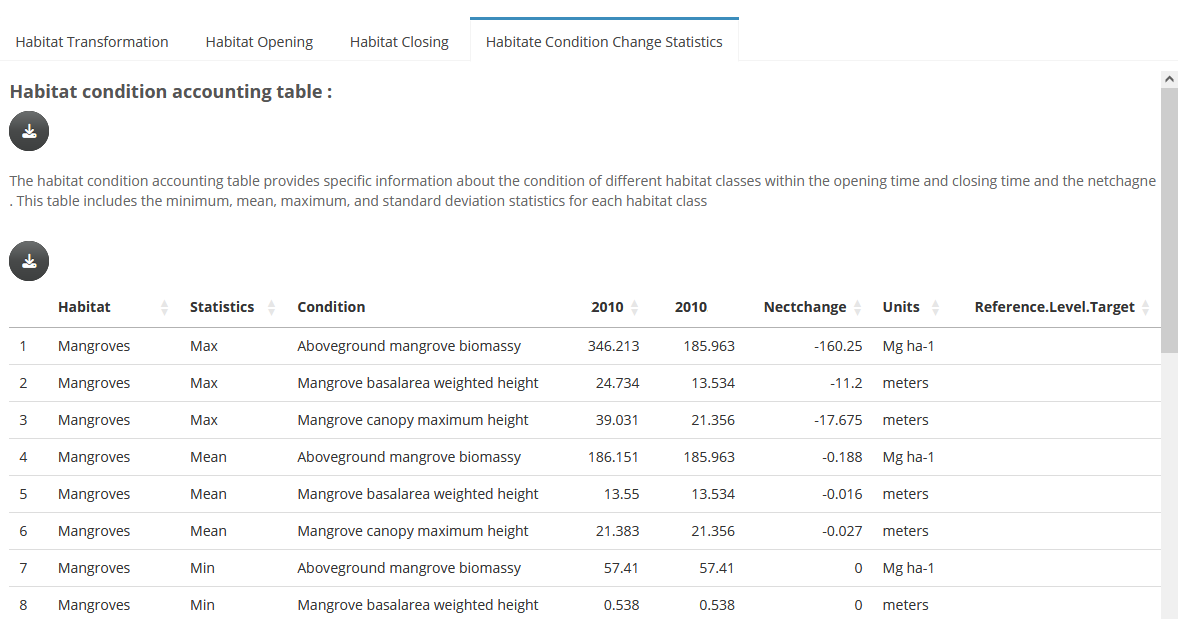 Habitat Transformation Habitat Opening Habitat Closing Habitate Condition Change Statistics
Habitat condition accounting table :
The habitat condition accounting table provides specific information about the condition of different habitat classes within the opening time and closing time and the netchagne
. This table includes the minimum, mean, maximum, and standard deviation statistics for each habitat class
Habitat Statistics Condition 2010 2010 Nectchange Units Reference.Level.Target
1 Mangroves Max Aboveground mangrove biomassy 346.213 185.963 -160.25 Mg ha-1
2 Mangroves Max Mangrove basalarea weighted height 24.734 13.534 -11.2 meters
3 Mangroves Max Mangrove canopy maximum height 39.031 21.356 -17.675 meters
4 Mangroves Mean Aboveground mangrove biomassy 186.151 185.963 -0.188 Mg ha-1
5 Mangroves Mean Mangrove basalarea weighted height 13.55 13.534 -0.016 meters
6 Mangroves Mean Mangrove canopy maximum height 21.383 21.356 -0.027 meters
7 Mangroves Min Aboveground mangrove biomassy 57.41 57.41 0 Mg ha-1
8 Mangroves Min Mangrove basalarea weighted height 0.538 0.538 0 meters